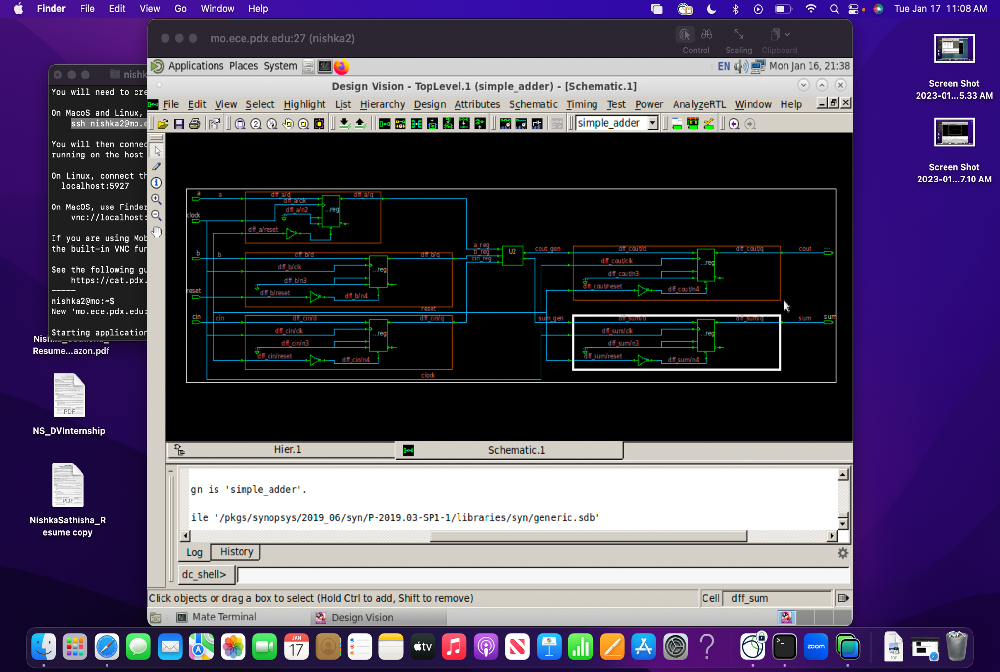 Finder File Edit View Go Window Help
Tue Jan 17 11:08 AM
mo.ece.pdx.edu:27 (nishka2)
Control Scaling Clipboard
Applications Places System
EN Mon Jan 16, 21:38
Design Vision - TopLevel.1 (simple_adder) - [Schematic.1]
File Edit View Select Highlight List Hierarchy Design Attributes Schematic Timing Test Power AnalyzeRTL Window Help
simple_adder
nishk
You will need to cre
On MacOS and Linux,
ssh nishka2@mo.e
You will then connec
running on the host
On Linux, connect th
localhost:5927
On MacOS, use Finder
vnc://localhost:
If you are using Mob
the built-in VNC fun
See the following gu
https://cat.pdx.
-----
nishka2@mo:~$
New 'mo.ece.pdx.edu:
Starting application
a a dff_a/d dff_a/q
dff_a/clk
dff_a/n2 ...reg
clock
dff_a/reset
b b dff_b/d dff_b/q
dff_b/clk ...reg
dff_b/n3
reset
dff_b/reset dff_b/n4
reset
cin cin dff_cin/d dff_cin/q
dff_cin/clk ...reg
dff_cin/n3
dff_cin/reset dff_cin/n4
clock
a_reg
b_reg U2
cin_reg
cout_gen dff_cout/d dff_cout/q cout ...
dff_cout/clk ...reg
dff_cout/n3
dff_cout/reset dff_cout/n4
sum_gen dff_sum/d dff_sum/q sum sum
dff_sum/clk ...reg
dff_sum/n3
dff_sum/reset dff_sum/n4
Hier.1 Schematic.1
gn is 'simple_adder'.
ile '/pkgs/synopsys/2019_06/syn/P-2019.03-SP1-1/libraries/syn/generic.sdb'
Log History
dc_shell>
Click objects or drag a box to select (Hold Ctrl to add, Shift to remove)
Cell dff_sum
Mate Terminal Design Vision
Screen Shot
2023-01...5.33 AM
Screen Shot
2023-01...7.10 AM
Resume...azon.pdf
PDF
NS_DVInternship
PDF
NishkaSathisha_R
esume copy
JAN
17
tv
zoom
PDF